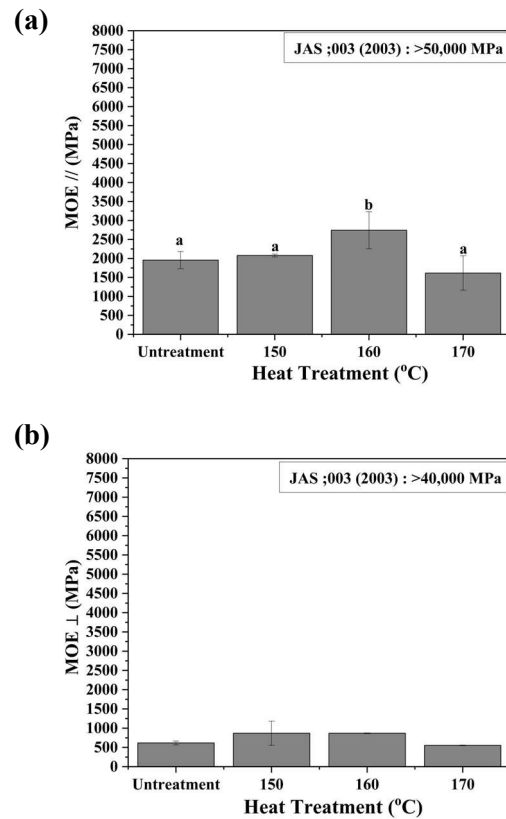 (a)
JAS ;003 (2003) : >50,000 MPa
MOE // (MPa)
8000
7500
7000
6500
6000
5500
5000
4500
4000
3500
3000
2500
2000
1500
1000
500
0
a
a
b
a
Untreatment 150 160 170
Heat Treatment (°C)
(b)
JAS ;003 (2003) : >40,000 MPa
MOE ⊥ (MPa)
8000
7500
7000
6500
6000
5500
5000
4500
4000
3500
3000
2500
2000
1500
1000
500
0
Untreatment 150 160 170
Heat Treatment (°C)